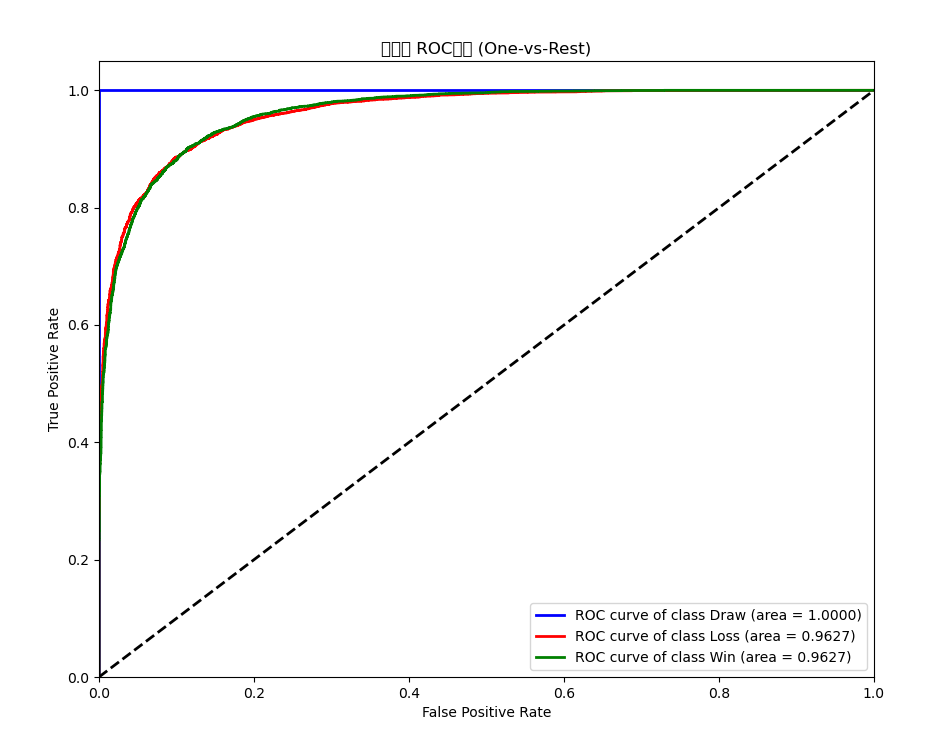 ROC (One-vs-Rest)
1.0
0.8
0.6
0.4
0.2
0.0
True Positive Rate
0.0 0.2 0.4 0.6 0.8 1.0
False Positive Rate
ROC curve of class Draw (area = 1.0000)
ROC curve of class Loss (area = 0.9627)
ROC curve of class Win (area = 0.9627)